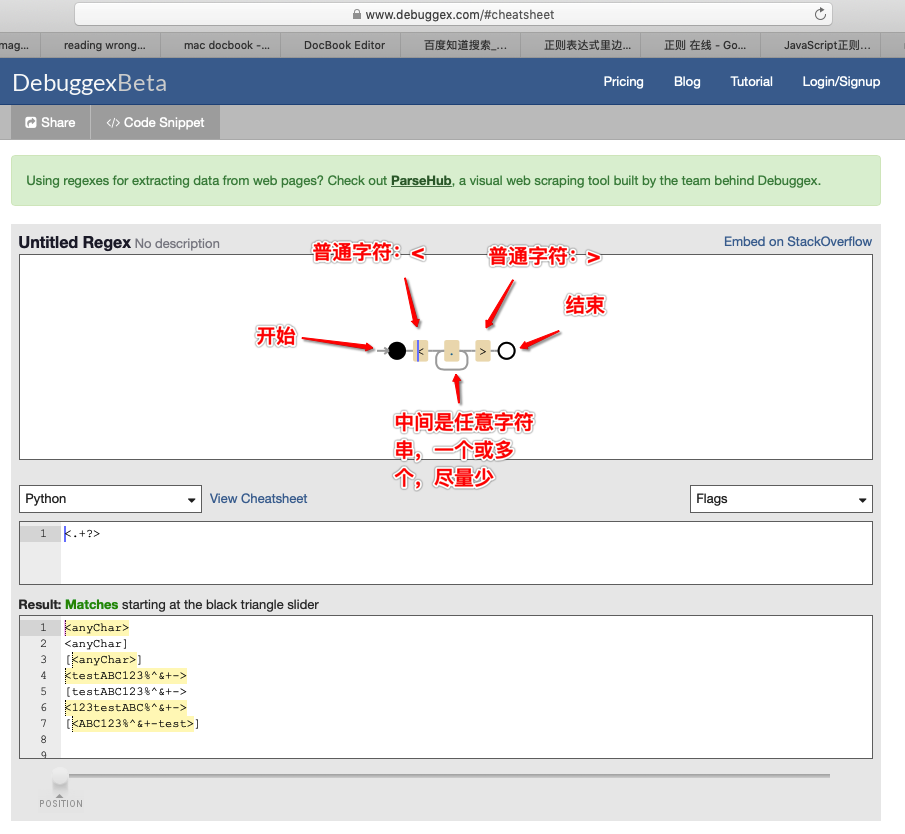 www.debuggex.com/#cheatsheet
mag... reading wrong... mac docbook -... DocBook Editor 百度知道搜索_... 正则表达式里边... 正则 在线 - Go... JavaScript正则...
DebuggexBeta Pricing Blog Tutorial Login/Signup
Share </> Code Snippet
Using regexes for extracting data from web pages? Check out ParseHub, a visual web scraping tool built by the team behind Debuggex.
Untitled Regex No description Embed on StackOverflow
普通字符：<
普通字符：>
结束
开始
< . >
中间是任意字符
串，一个或多
个，尽量少
Python View Cheatsheet Flags
1 <.+?>
Result: Matches starting at the black triangle slider
1 <anyChar>
2 <anyChar]
3 [<anyChar>]
4 <testABC123%^&+->
5 [testABC123%^&+->
6 <123testABC%^&+->
7 [<ABC123%^&+-test>]
8
9
POSITION